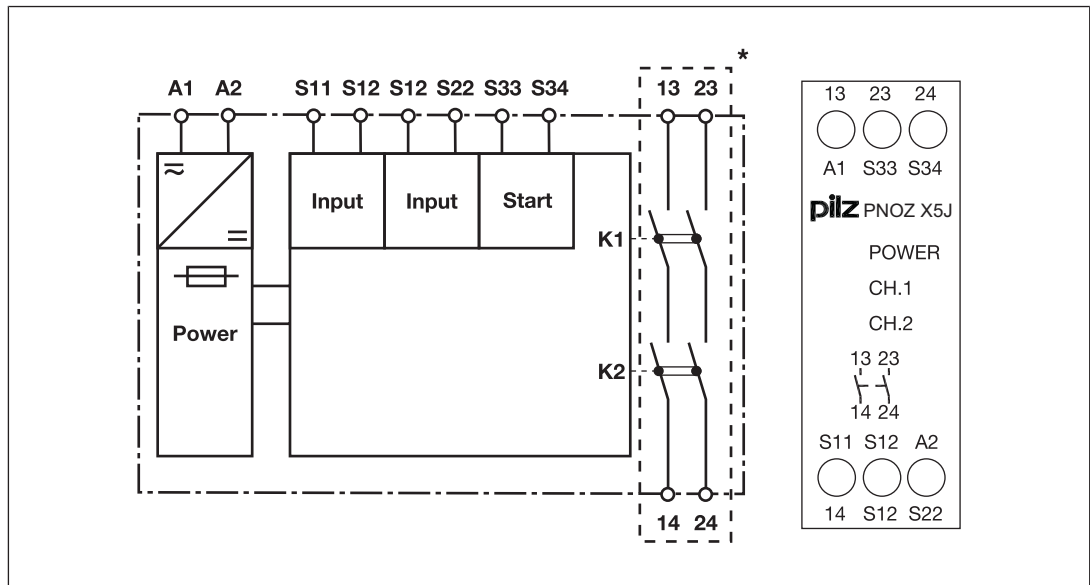 *
A1 A2 S11 S12 S12 S22 S33 S34 13 23
Input Input Start
K1
Power
K2
14 24
13 23 24
A1 S33 S34
pilz PNOZ X5J
POWER
CH.1
CH.2
13 23
14 24
S11 S12 A2
14 S12 S22